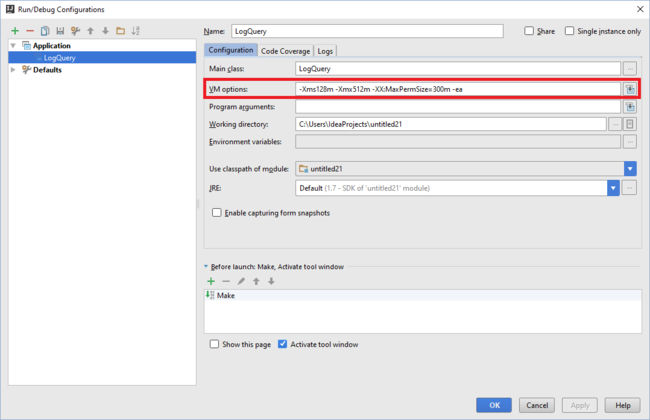 Run/Debug Configurations
Name: LogQuery
Share
Single instance only
Application
LogQuery
Defaults
Configuration Code Coverage Logs
Main class: LogQuery
VM options: -Xms128m -Xmx512m -XX:MaxPermSize=300m -ea
Program arguments:
Working directory: C:\Users\IdeaProjects\untitled21
Environment variables:
Use classpath of module: untitled21
JRE: Default (1.7 - SDK of 'untitled21' module)
Enable capturing form snapshots
Before launch: Make, Activate tool window
Make
Show this page Activate tool window
OK Cancel Apply Help